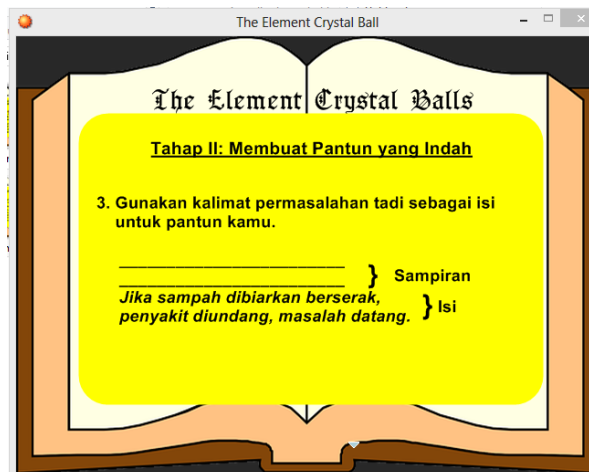 The Element Crystal Ball
The Element Crystal Balls
Tahap II: Membuat Pantun yang Indah
3. Gunakan kalimat permasalahan tadi sebagai isi
untuk pantun kamu.
} Sampiran
Jika sampah dibiarkan berserak,
penyakit diundang, masalah datang. } Isi